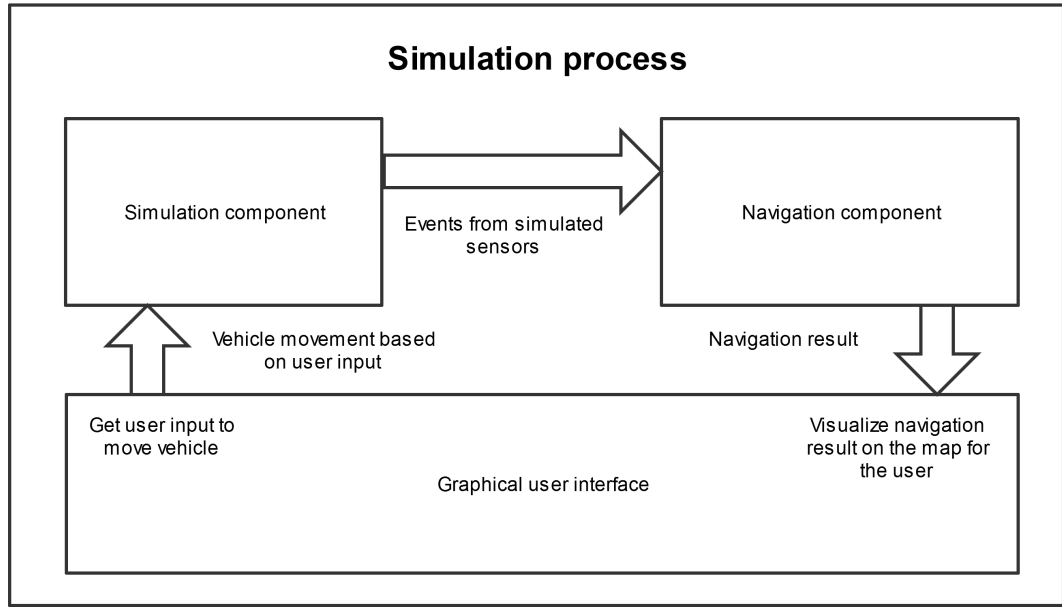 Simulation process
Simulation component
Events from simulated
sensors
Navigation component
Vehicle movement based
on user input
Navigation result
Get user input to
move vehicle
Graphical user interface
Visualize navigation
result on the map for
the user